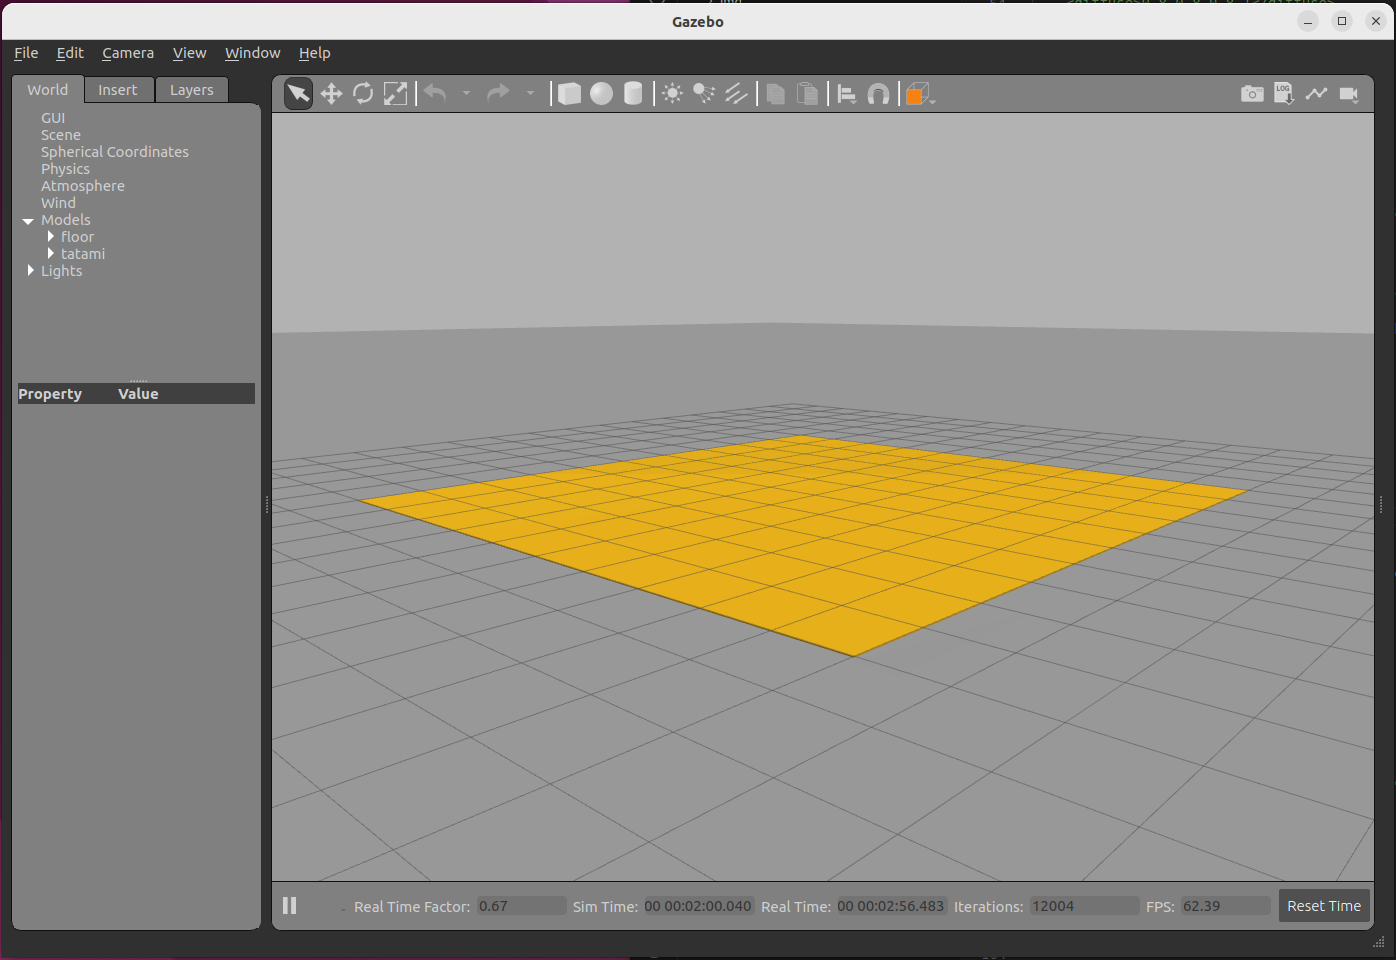 Gazebo
File Edit Camera View Window Help
World Insert Layers
LOG
GUI
Scene
Spherical Coordinates
Physics
Atmosphere
Wind
Models
floor
tatami
Lights
Property Value
Real Time Factor: 0.67 Sim Time: 00 00:02:00.040 Real Time: 00 00:02:56.483 Iterations: 12004 FPS: 62.39 Reset Time